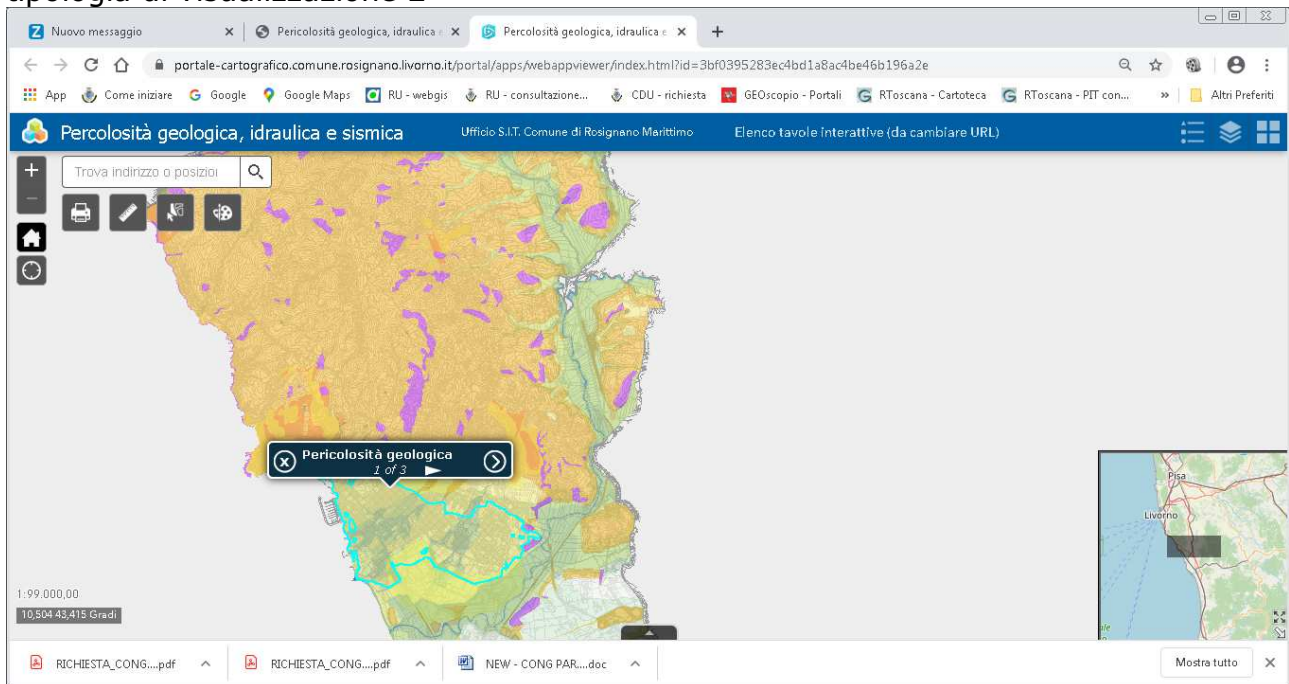 Nuovo messaggio
Pericolosità geologica, idraulica e
Percolosità geologica, idraulica e
portale-cartografico.comune.rosignano.livorno.it/portal/apps/webappviewer/index.html?id=3bf0395283ec4bd1a8ac4be46b196a2e
App Come iniziare Google Google Maps RU - webgis RU - consultazione... CDU - richiesta GEOscopio - Portali RToscana - Cartoteca RToscana - PIT con... » Altri Preferiti
Percolosità geologica, idraulica e sismica Ufficio S.I.T. Comune di Rosignano Marittimo Elenco tavole interattive (da cambiare URL)
Trova indirizzo o posizioi
Pericolosità geologica
1 of 3
Pisa
Livorno
1:99.000,00
10,504 43,415 Gradi
RICHIESTA_CONG....pdf RICHIESTA_CONG....pdf NEW - CONG PAR....doc Mostra tutto